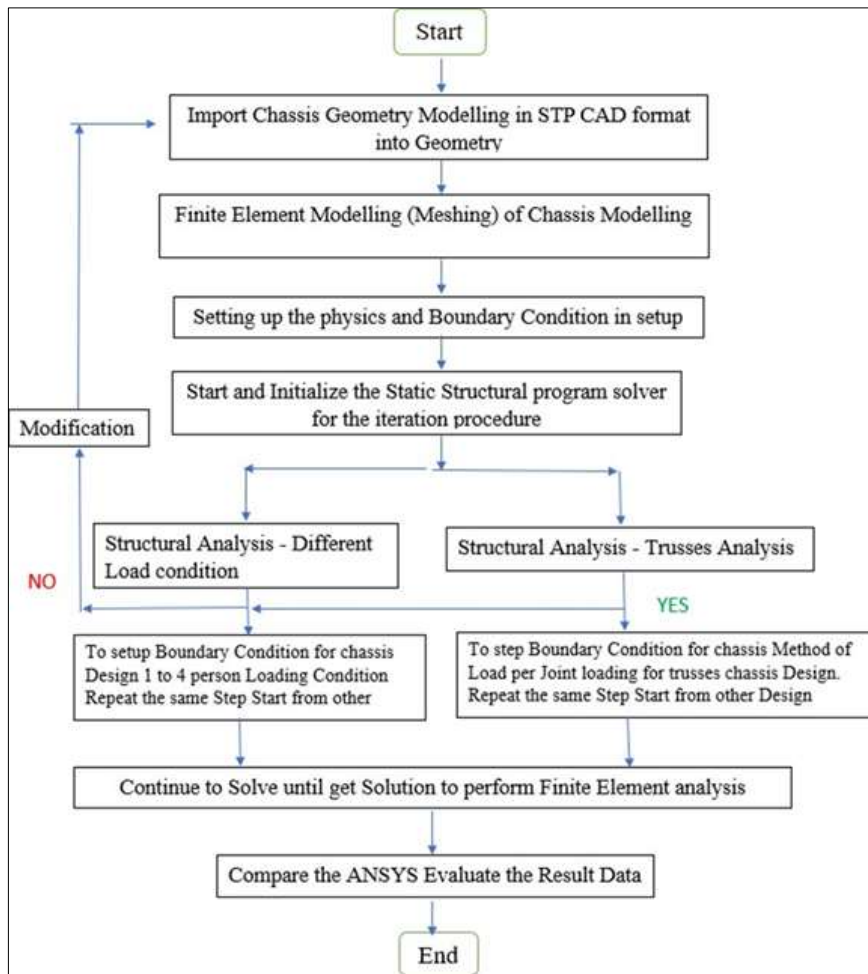 Start
Import Chassis Geometry Modelling in STP CAD format
into Geometry
Finite Element Modelling (Meshing) of Chassis Modelling
Setting up the physics and Boundary Condition in setup
Start and Initialize the Static Structural program solver
for the iteration procedure
Modification
Structural Analysis - Different
Load condition
Structural Analysis - Trusses Analysis
NO
YES
To setup Boundary Condition for chassis
Design 1 to 4 person Loading Condition
Repeat the same Step Start from other
To step Boundary Condition for chassis Method of
Load per Joint loading for trusses chassis Design.
Repeat the same Step Start from other Design
Continue to Solve until get Solution to perform Finite Element analysis
Compare the ANSYS Evaluate the Result Data
End